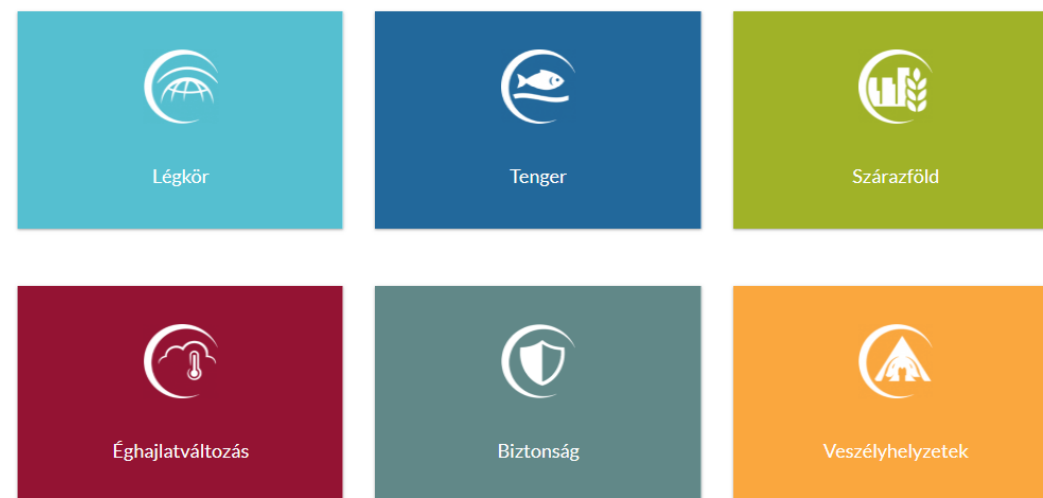 Légkör
Tenger
Szárazföld
Éghajlatváltozás
Biztonság
Veszélyhelyzetek